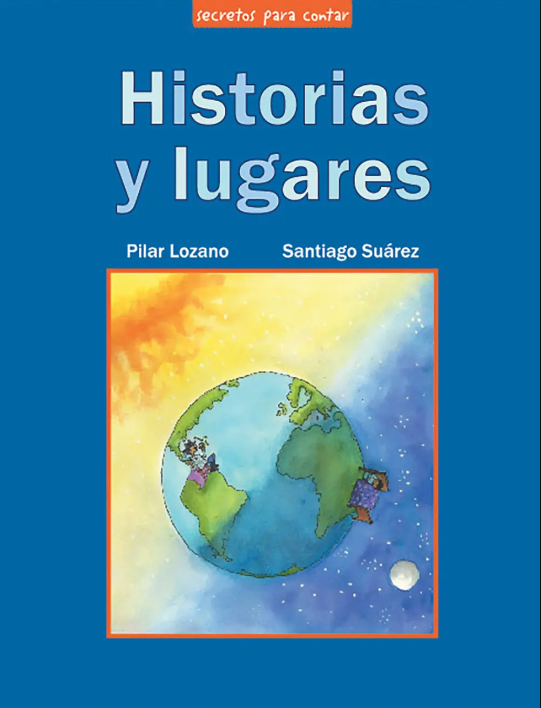 secretos para contar
Historias
y lugares
Pilar Lozano Santiago Suárez